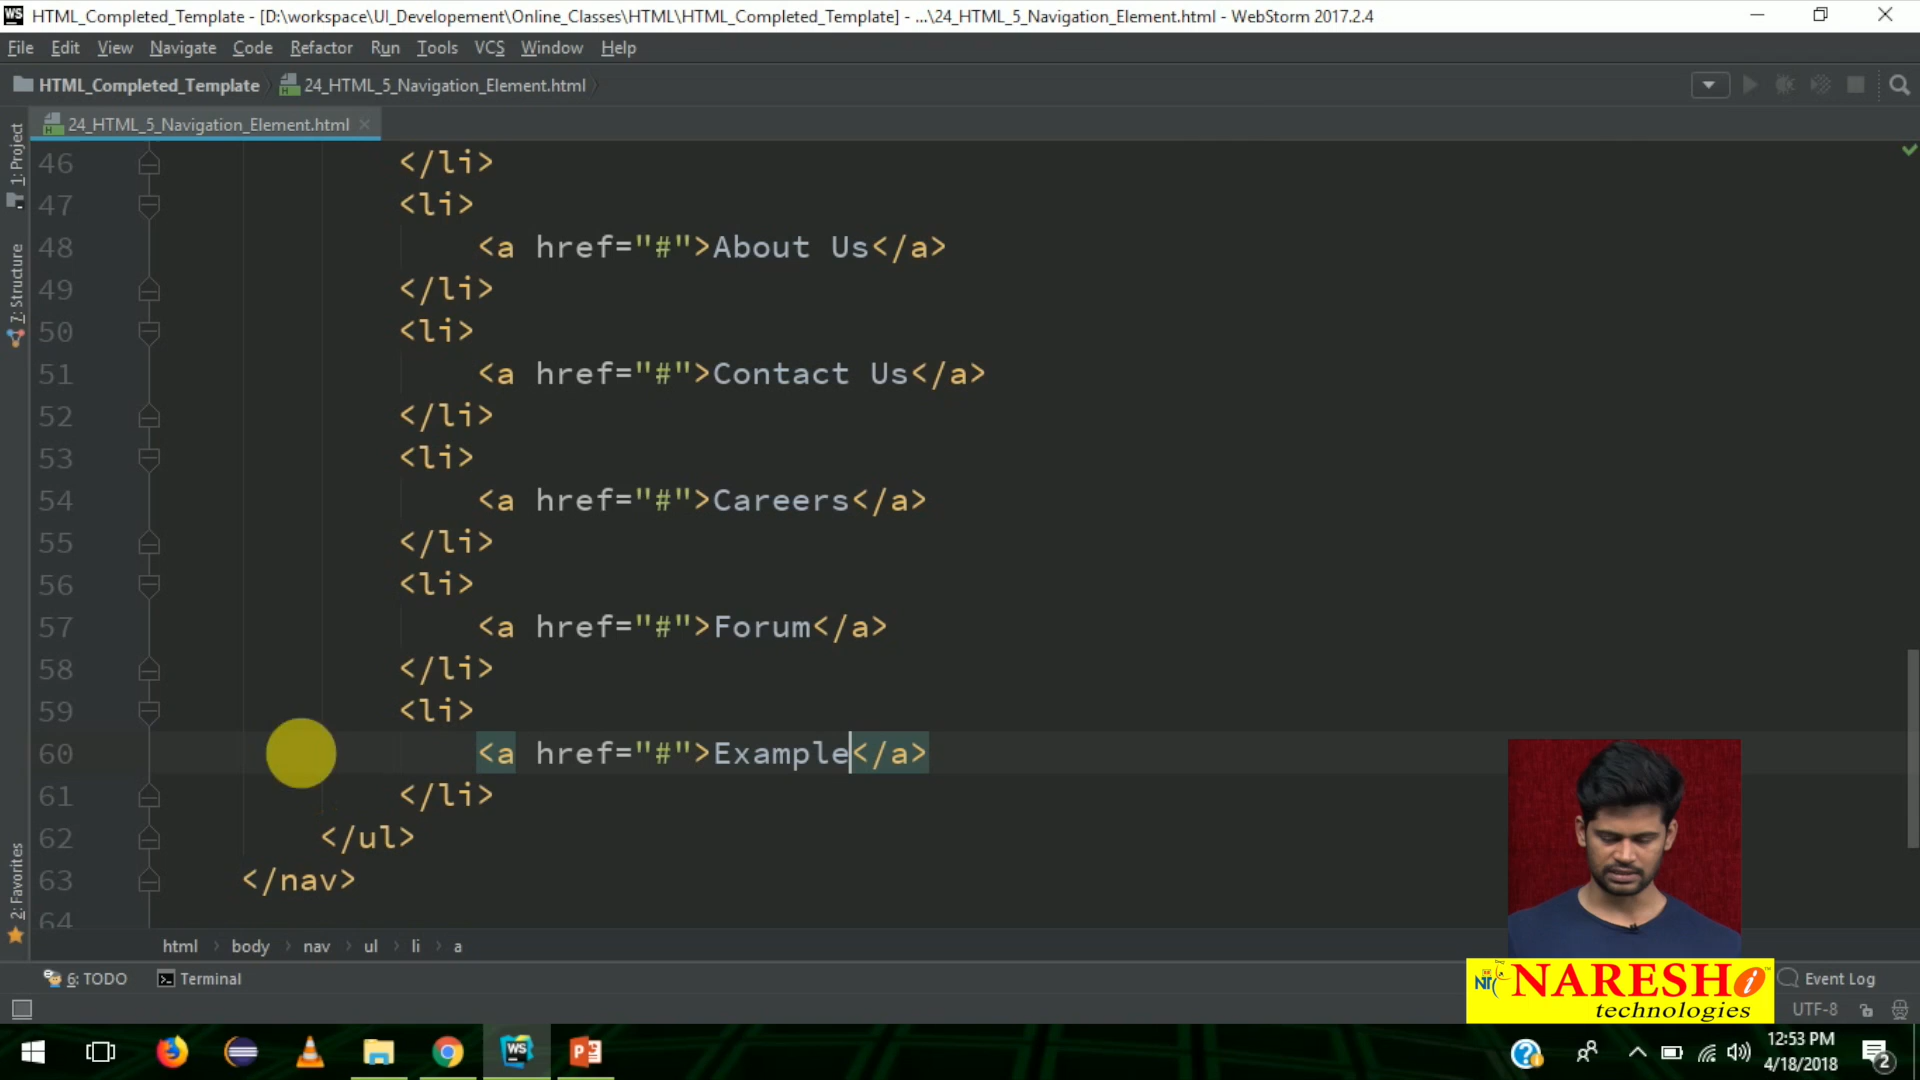 HTML_Completed_Template - [D:\workspace\UI_Developement\Online_Classes\HTML\HTML_Completed_Template] - ...\24_HTML_5_Navigation_Element.html - WebStorm 2017.2.4
File Edit View Navigate Code Refactor Run Tools VCS Window Help
HTML_Completed_Template 24_HTML_5_Navigation_Element.html
24_HTML_5_Navigation_Element.html
1: Project
7: Structure
2: Favorites
46 </li>
47 <li>
48 <a href="#">About Us</a>
49 </li>
50 <li>
51 <a href="#">Contact Us</a>
52 </li>
53 <li>
54 <a href="#">Careers</a>
55 </li>
56 <li>
57 <a href="#">Forum</a>
58 </li>
59 <li>
60 <a href="#">Example</a>
61 </li>
62 </ul>
63 </nav>
64
html body nav ul li a
6: TODO Terminal
Event Log
UTF-8
NARESH i
technologies
12:53 PM
4/18/2018
2